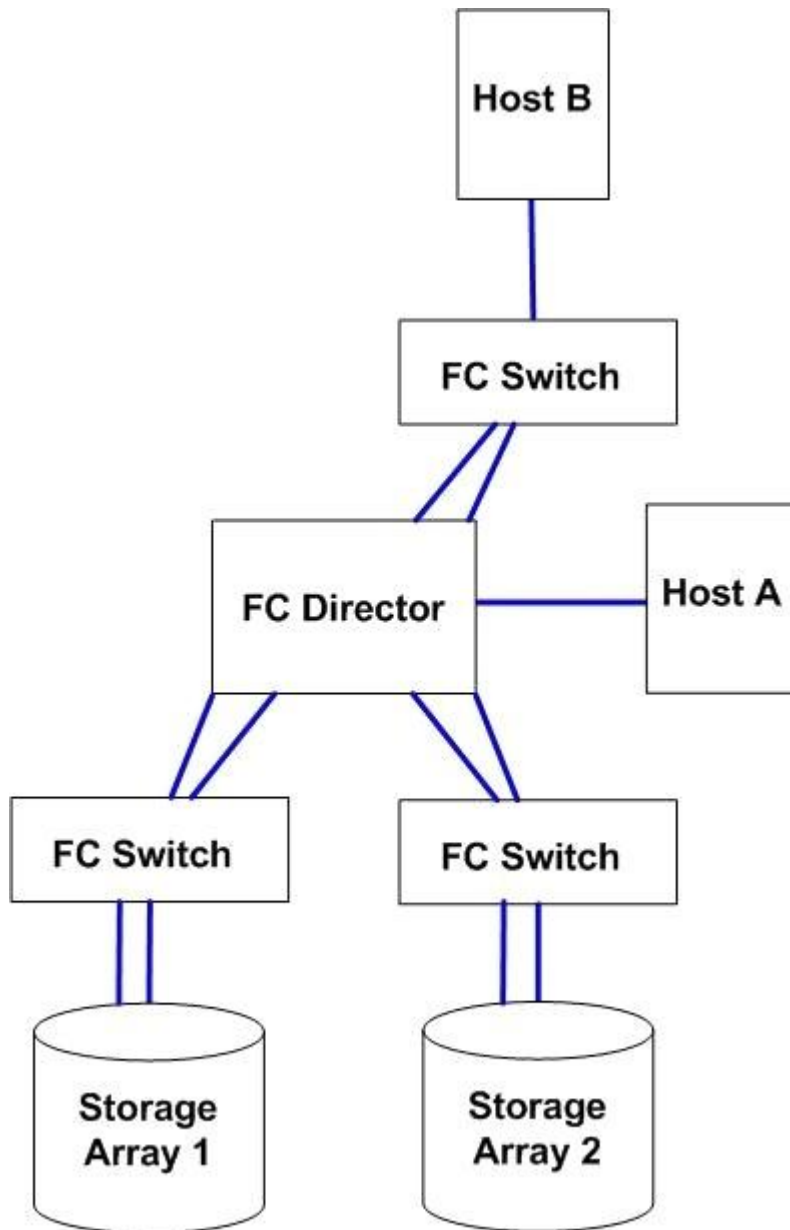 Host B
FC Switch
FC Director
Host A
FC Switch
FC Switch
Storage
Array 1
Storage
Array 2